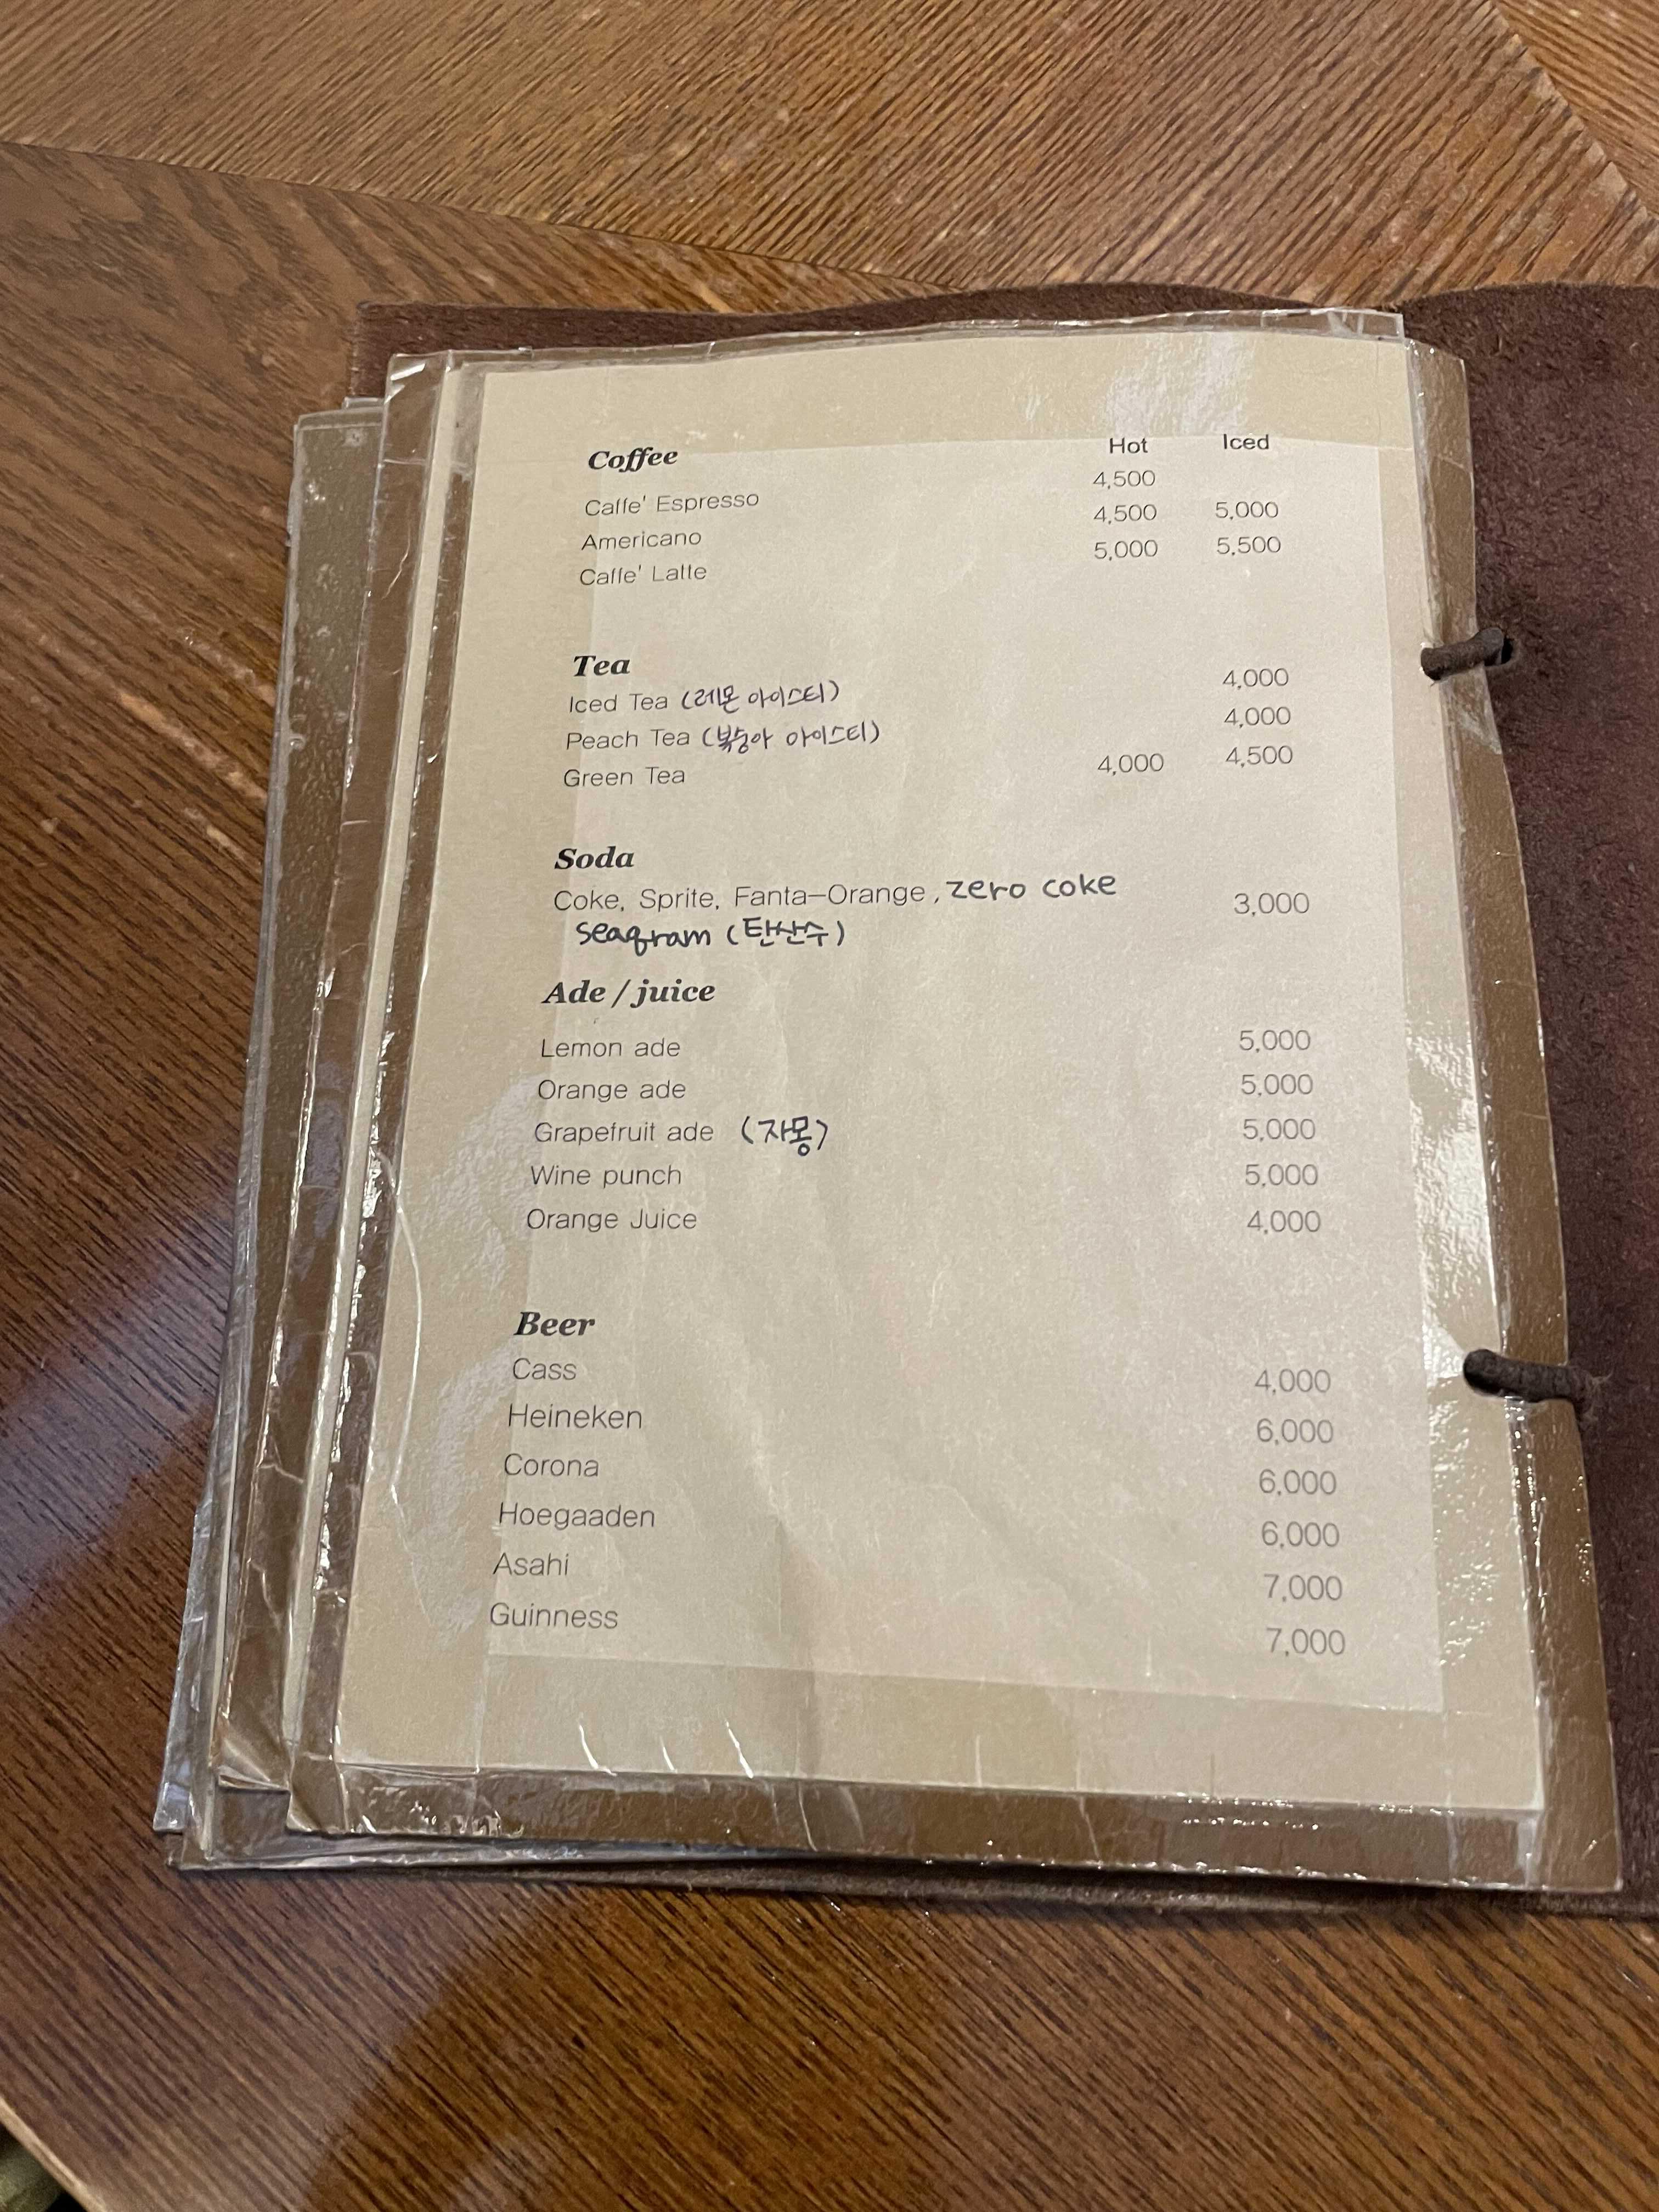 Coffee Hot Iced
Caffe' Espresso 4,500
Americano 4,500 5,000
Caffe' Latte 5,000 5,500
Tea
Iced Tea (레몬 아이스티) 4,000
Peach Tea (복숭아 아이스티) 4,000
Green Tea 4,000 4,500
Soda
Coke, Sprite, Fanta-Orange, zero coke 3,000
seagram (탄산수)
Ade / juice
Lemon ade 5,000
Orange ade 5,000
Grapefruit ade (자몽) 5,000
Wine punch 5,000
Orange Juice 4,000
Beer
Cass 4,000
Heineken 6,000
Corona 6,000
Hoegaaden 6,000
Asahi 7,000
Guinness 7,000